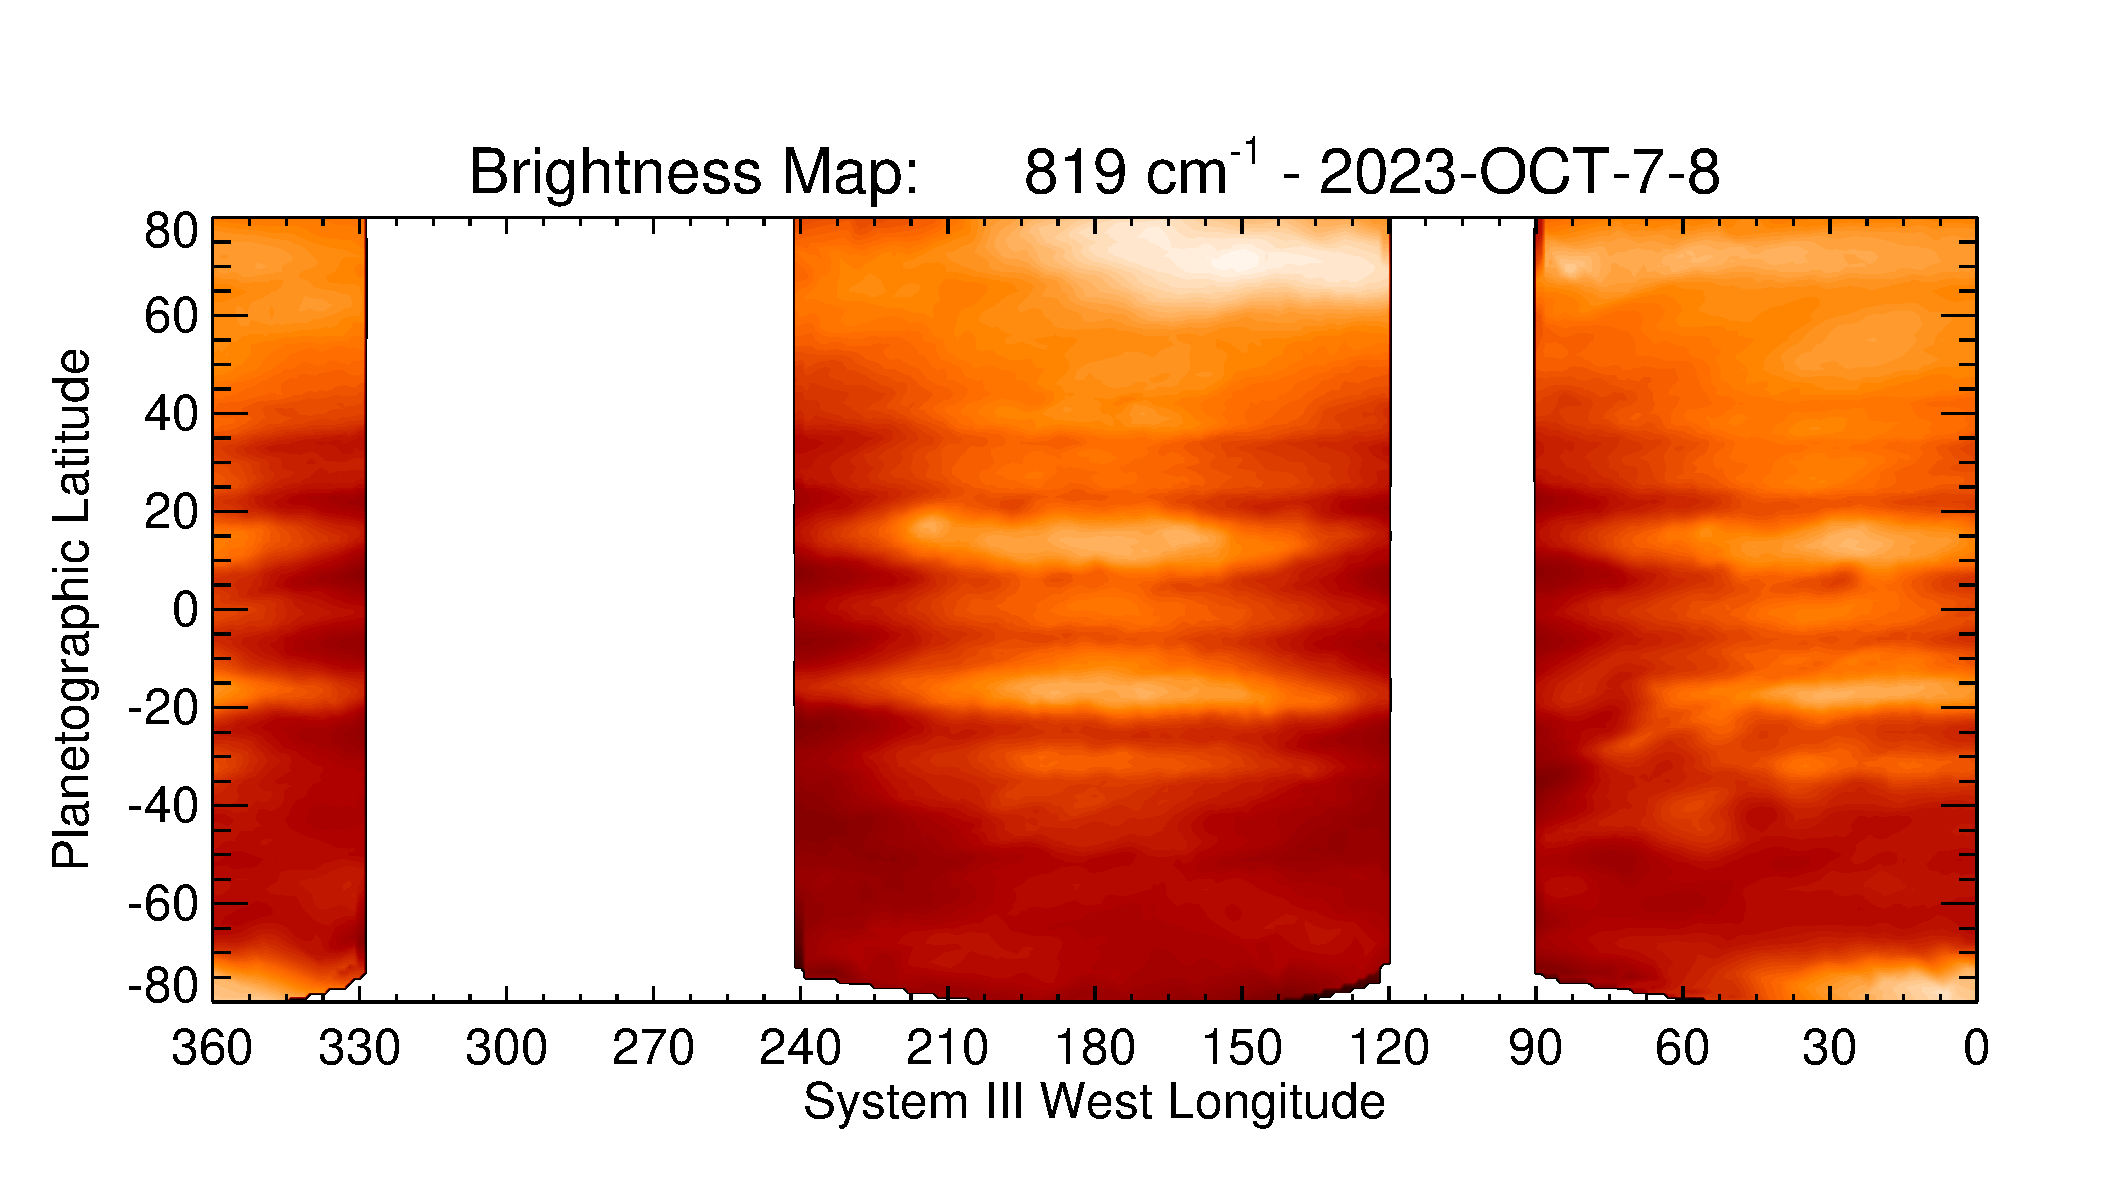 Brightness Map: 819 cm-1 - 2023-OCT-7-8
80
60
40
20
0
-20
-40
-60
-80
Planetographic Latitude
360 330 300 270 240 210 180 150 120 90 60 30 0
System III West Longitude